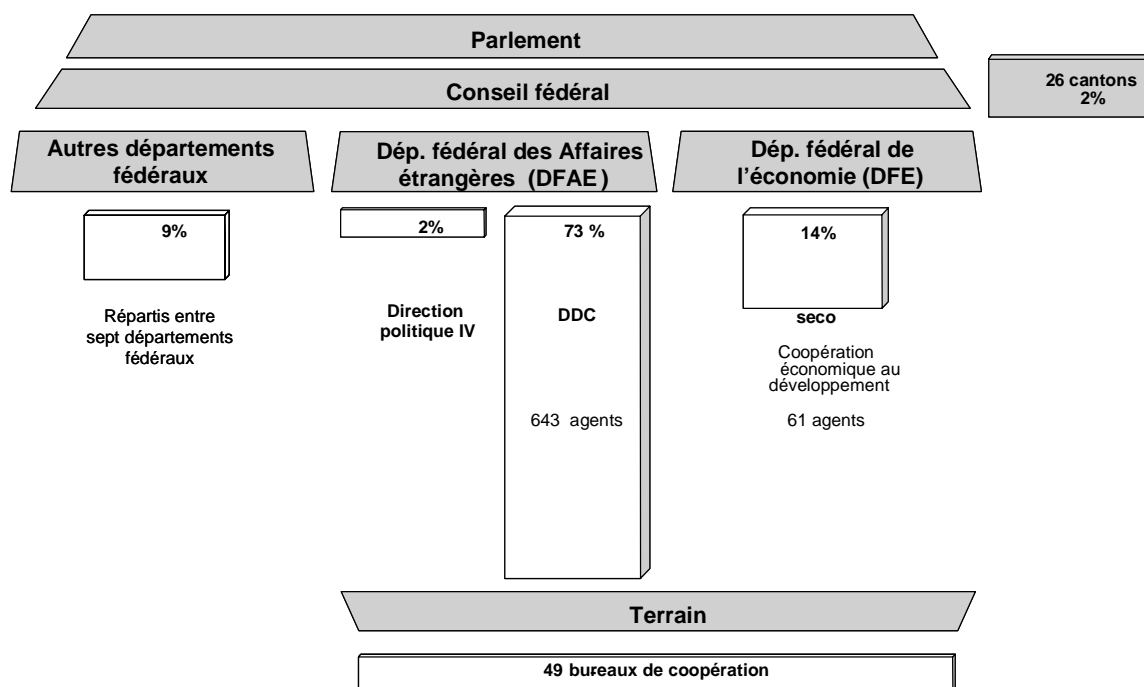 Parlement
Conseil fédéral
26 cantons
2%
Autres départements
fédéraux
Dép. fédéral des Affaires
étrangères (DFAE)
Dép. fédéral de
l'économie (DFE)
9%
Répartis entre
sept départements
fédéraux
2%
Direction
politique IV
73 %
DDC
643 agents
14%
seco
Coopération
économique au
développement
61 agents
Terrain
49 bureaux de coopération